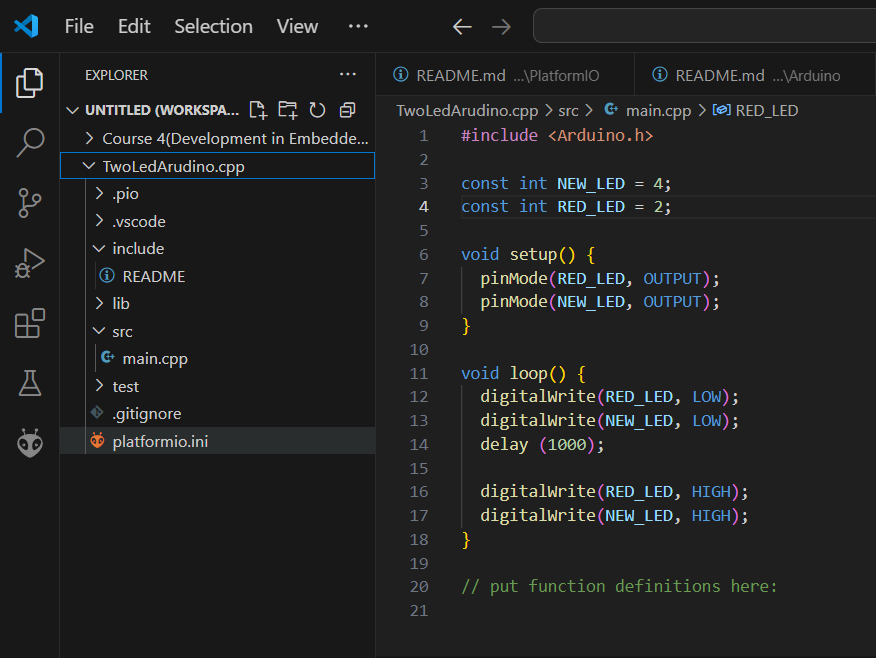 File Edit Selection View ...
EXPLORER ...
UNTITLED (WORKSPA...
Course 4(Development in Embedde...
TwoLedArudino.cpp
.pio
.vscode
include
README
lib
src
main.cpp
test
.gitignore
platformio.ini
README.md ...\PlatformIO README.md ...\Arduino
TwoLedArudino.cpp > src > main.cpp > RED_LED
1 #include <Arduino.h>
2
3 const int NEW_LED = 4;
4 const int RED_LED = 2;
5
6 void setup() {
7 pinMode(RED_LED, OUTPUT);
8 pinMode(NEW_LED, OUTPUT);
9 }
10
11 void loop() {
12 digitalWrite(RED_LED, LOW);
13 digitalWrite(NEW_LED, LOW);
14 delay (1000);
15
16 digitalWrite(RED_LED, HIGH);
17 digitalWrite(NEW_LED, HIGH);
18 }
19
20 // put function definitions here:
21